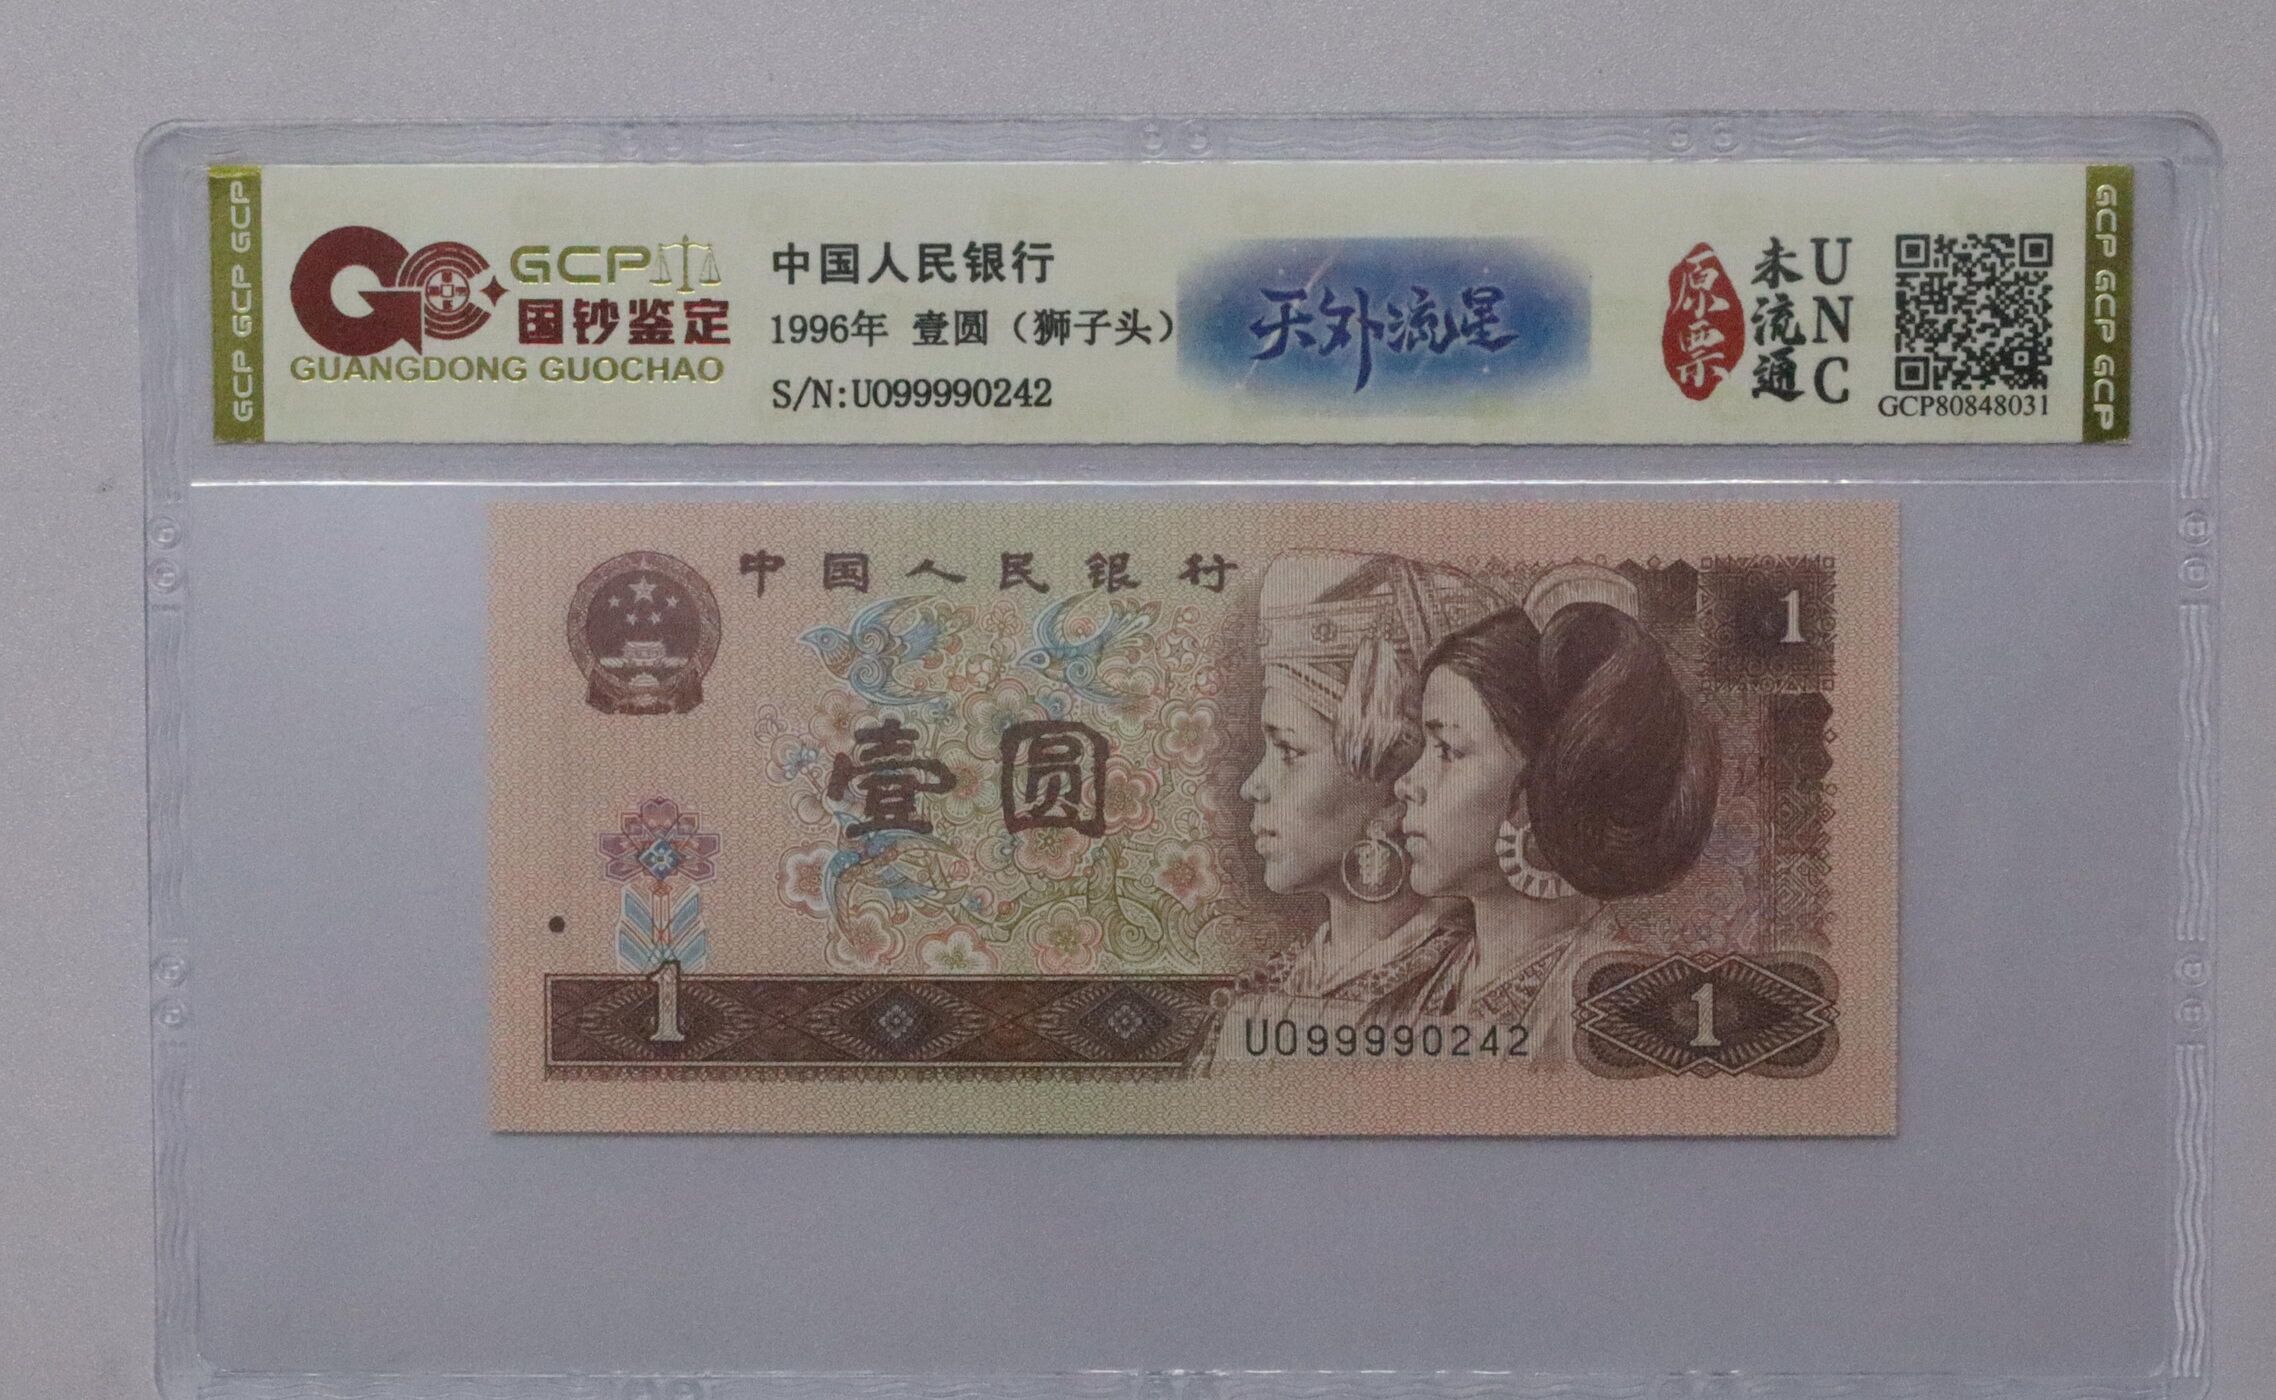 GCP GCP GCP
GCP
国钞鉴定
GUANGDONG GUOCHAO
中国人民银行
1996年 壹圆（狮子头）
S/N:UO99990242
天外流星
原票
未流通
UNC
GCP80848031
GCP GCP GCP
中国人民银行
1
壹圆
1
UO99990242
1